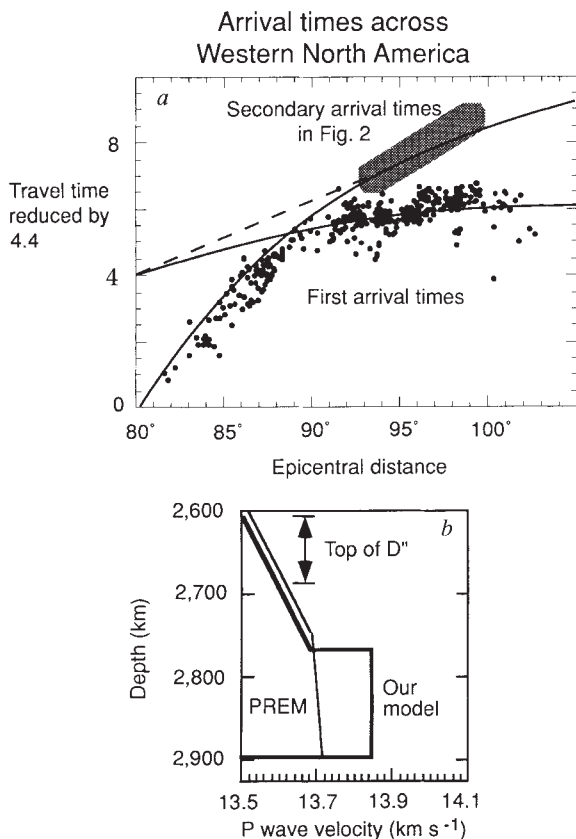 Arrival times across
Western North America
a
Secondary arrival times
in Fig. 2
8
Travel time
reduced by
4.4
4
First arrival times
0
80˚ 85˚ 90˚ 95˚ 100˚
Epicentral distance
2,600
b
Top of D"
2,700
Depth (km)
2,800
PREM
Our
model
2,900
13.5 13.7 13.9 14.1
P wave velocity (km s -1)